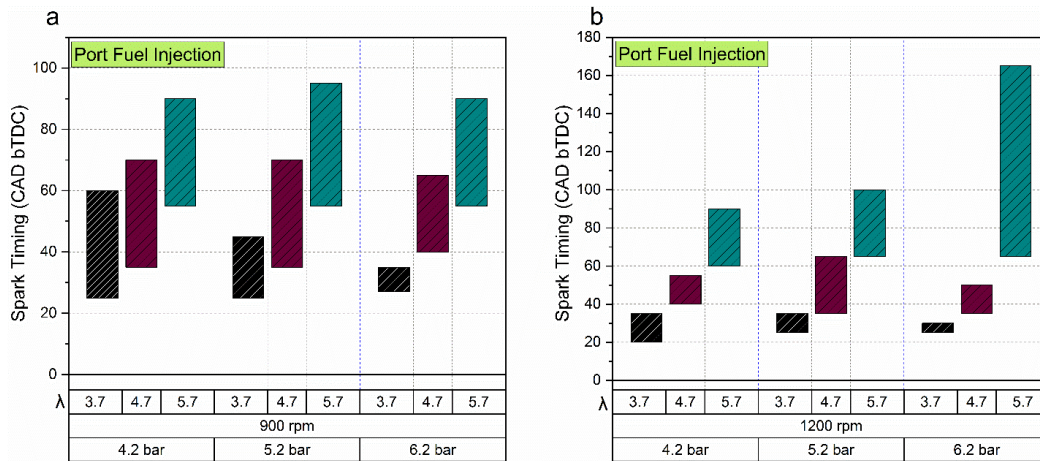 a
Port Fuel Injection
Spark Timing (CAD bTDC)
100
80
60
40
20
0
λ 3.7 4.7 5.7 3.7 4.7 5.7 3.7 4.7 5.7
900 rpm
4.2 bar 5.2 bar 6.2 bar
b
Port Fuel Injection
Spark Timing (CAD bTDC)
180
160
140
120
100
80
60
40
20
0
λ 3.7 4.7 5.7 3.7 4.7 5.7 3.7 4.7 5.7
1200 rpm
4.2 bar 5.2 bar 6.2 bar